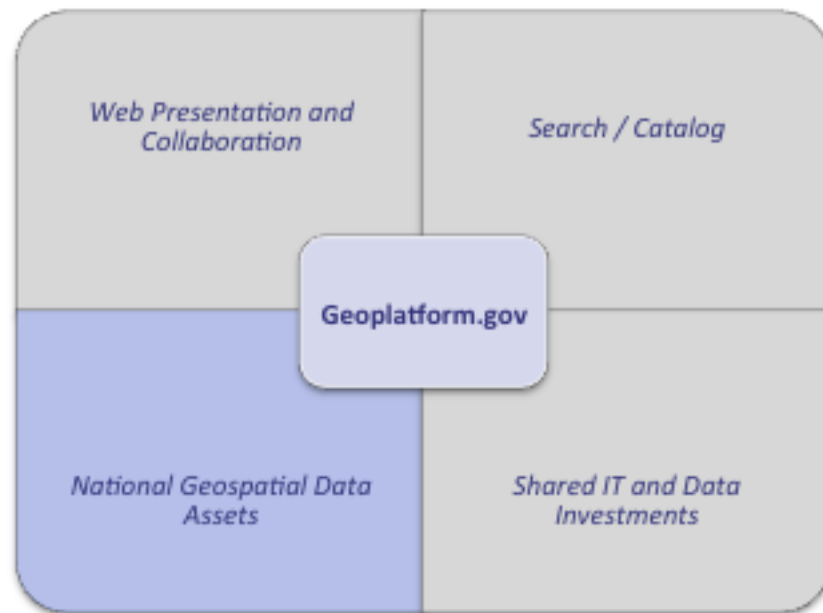 Web Presentation and
Collaboration
Search / Catalog
Geoplatform.gov
National Geospatial Data
Assets
Shared IT and Data
Investments